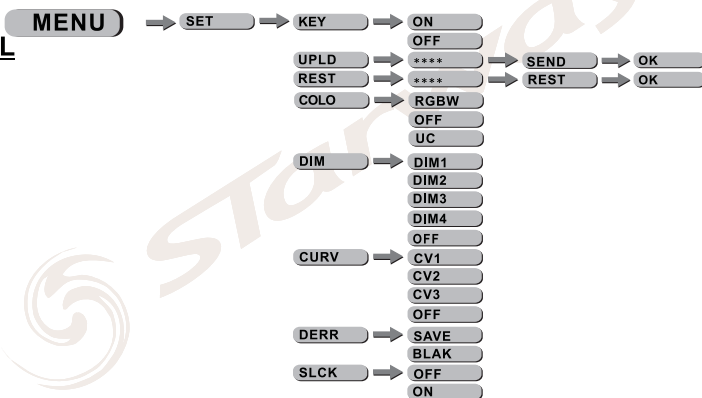 MENU SET KEY ON
L
OFF
UPLD **** SEND OK
REST **** REST OK
COLO RGBW
OFF
UC
DIM DIM1
DIM2
DIM3
DIM4
OFF
CURV CV1
CV2
CV3
OFF
DERR SAVE
BLAK
SLCK OFF
ON
Starway